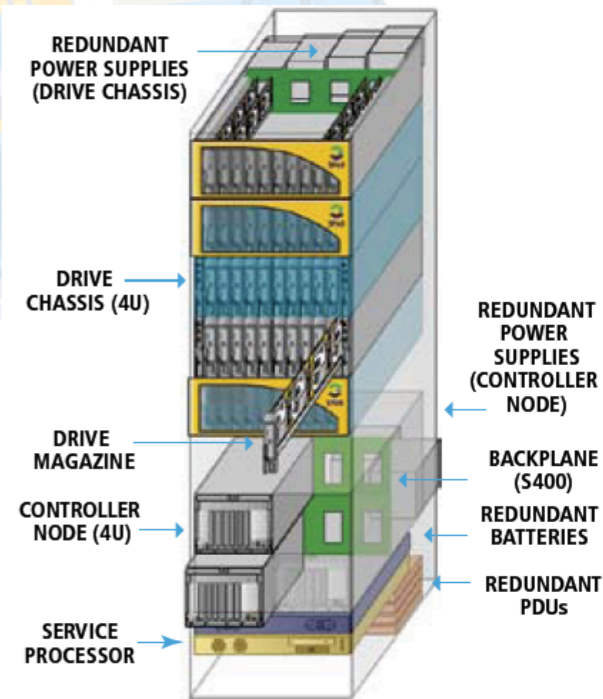 REDUNDANT
POWER SUPPLIES
(DRIVE CHASSIS)
DRIVE
CHASSIS (4U)
REDUNDANT
POWER
SUPPLIES
(CONTROLLER
NODE)
DRIVE
MAGAZINE
BACKPLANE
(S400)
CONTROLLER
NODE (4U)
REDUNDANT
BATTERIES
REDUNDANT
PDUs
SERVICE
PROCESSOR